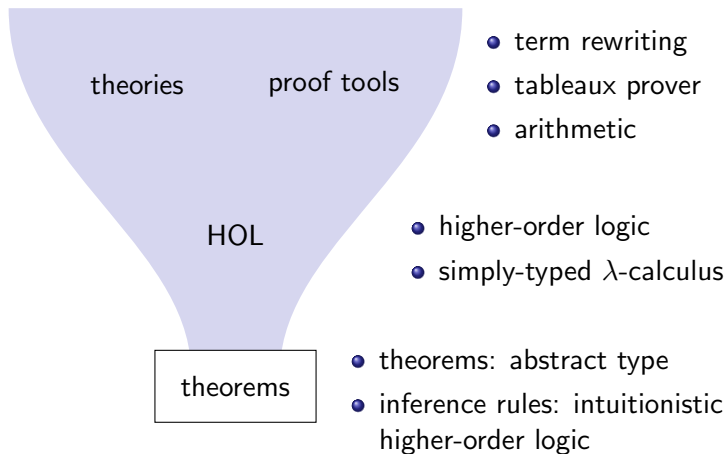 theories
proof tools
term rewriting
tableaux prover
arithmetic
HOL
higher-order logic
simply-typed λ-calculus
theorems
theorems: abstract type
inference rules: intuitionistic
higher-order logic